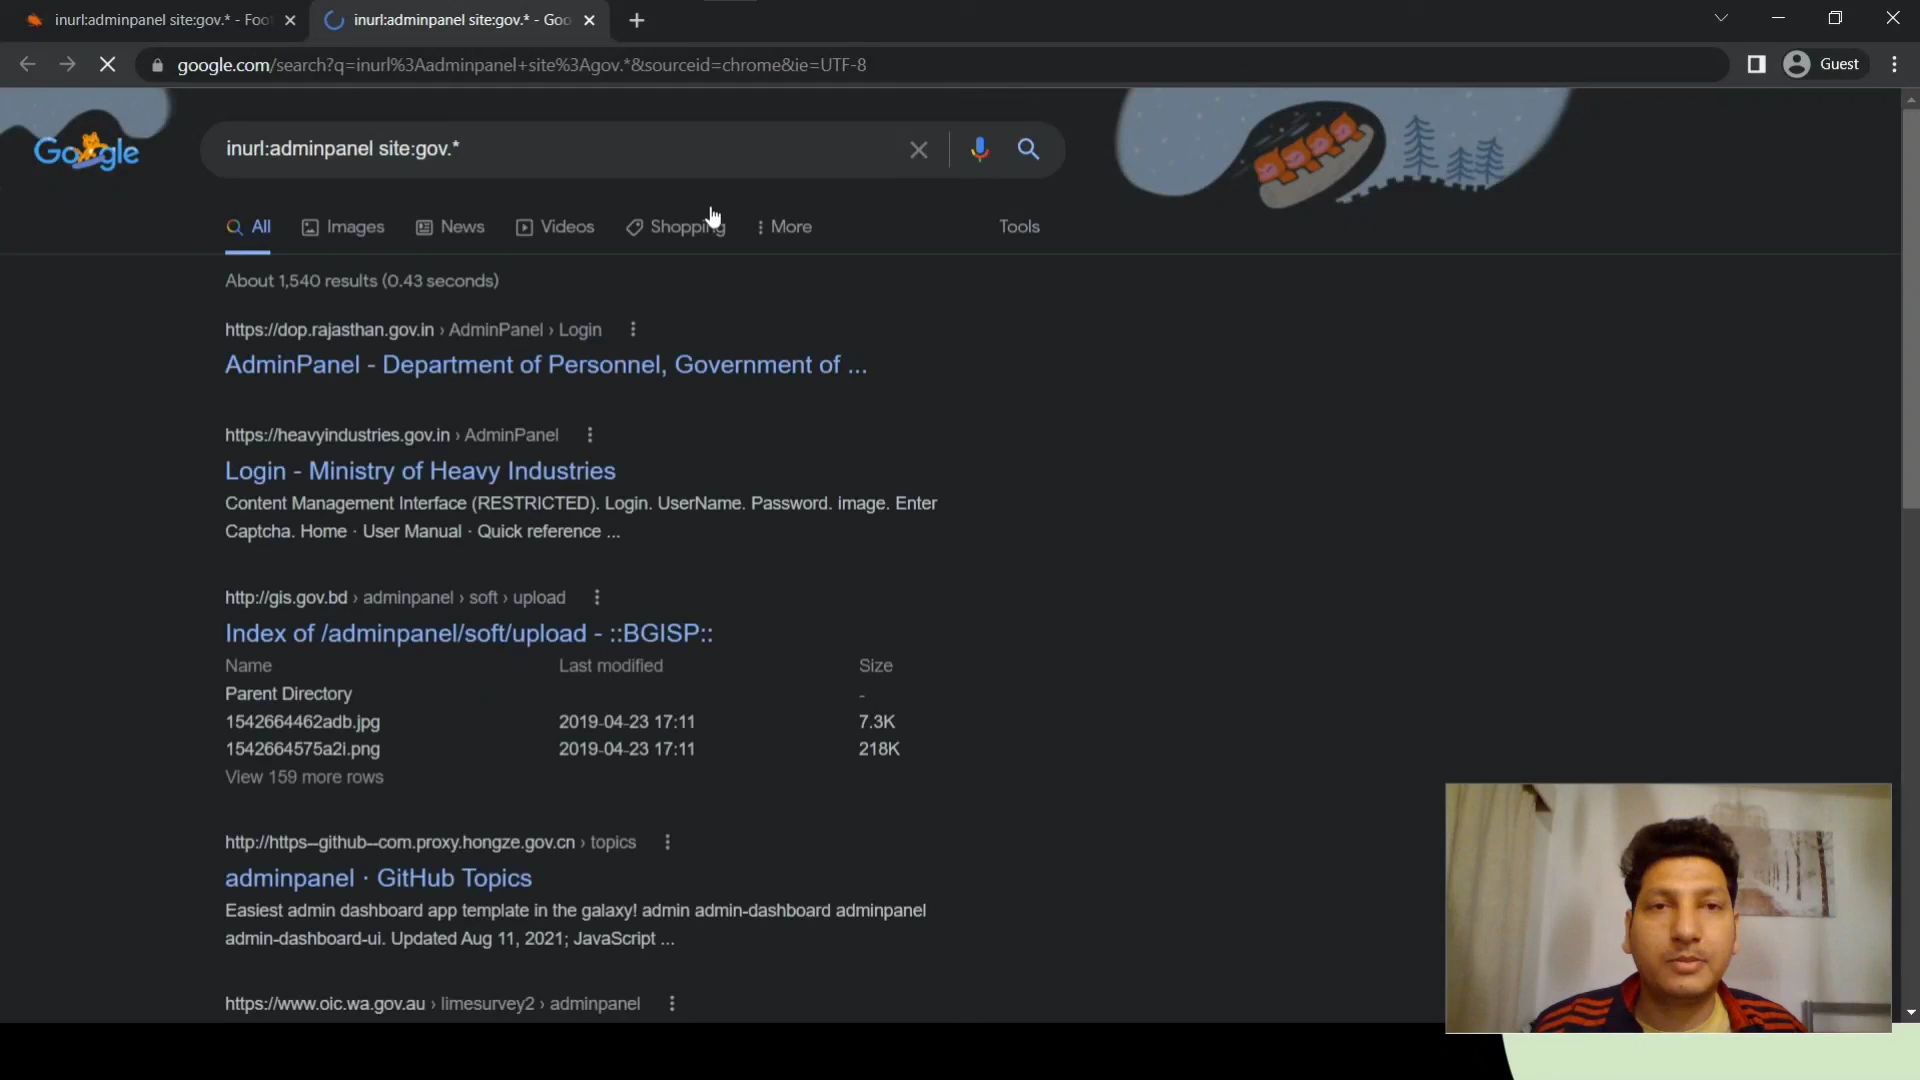 inurl:adminpanel site:gov.* - Foo
inurl:adminpanel site:gov.* - Goo
google.com/search?q=inurl%3Aadminpanel+site%3Agov.*&sourceid=chrome&ie=UTF-8
Guest
Google
inurl:adminpanel site:gov.*
All
Images
News
Videos
Shopping
More
Tools
About 1,540 results (0.43 seconds)
https://dop.rajasthan.gov.in › AdminPanel › Login
AdminPanel - Department of Personnel, Government of ...
https://heavyindustries.gov.in › AdminPanel
Login - Ministry of Heavy Industries
Content Management Interface (RESTRICTED). Login. UserName. Password. image. Enter
Captcha. Home · User Manual · Quick reference ...
http://gis.gov.bd › adminpanel › soft › upload
Index of /adminpanel/soft/upload - ::BGISP::
Name Last modified Size
Parent Directory -
1542664462adb.jpg 2019-04-23 17:11 7.3K
1542664575a2i.png 2019-04-23 17:11 218K
View 159 more rows
http://https--github--com.proxy.hongze.gov.cn › topics
adminpanel · GitHub Topics
Easiest admin dashboard app template in the galaxy! admin admin-dashboard adminpanel
admin-dashboard-ui. Updated Aug 11, 2021; JavaScript ...
https://www.oic.wa.gov.au › limesurvey2 › adminpanel